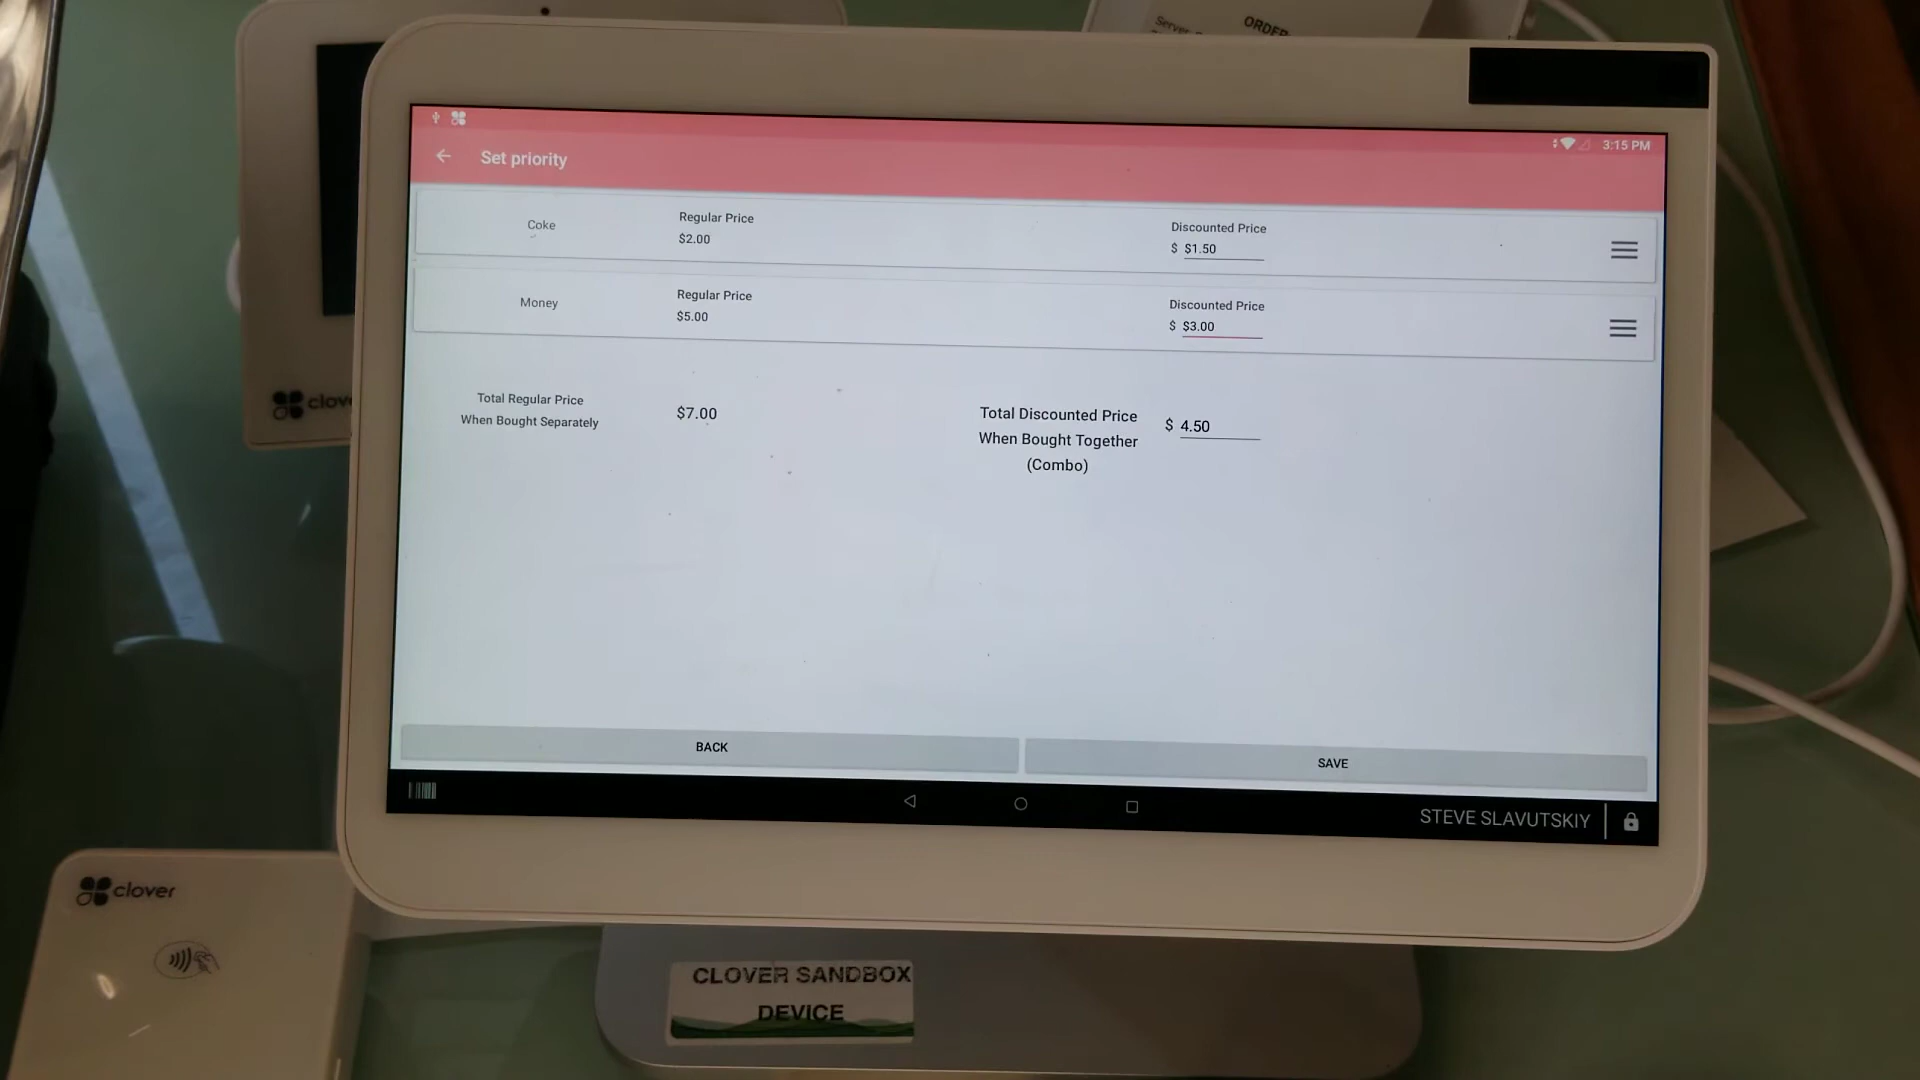 Server
ORDER
3:15 PM
Set priority
Coke
Regular Price
$2.00
Discounted Price
$ $1.50
Money
Regular Price
$5.00
Discounted Price
$ $3.00
Total Regular Price
When Bought Separately
$7.00
Total Discounted Price
When Bought Together
(Combo)
$ 4.50
BACK
SAVE
STEVE SLAVUTSKIY
clover
clover
CLOVER SANDBOX
DEVICE